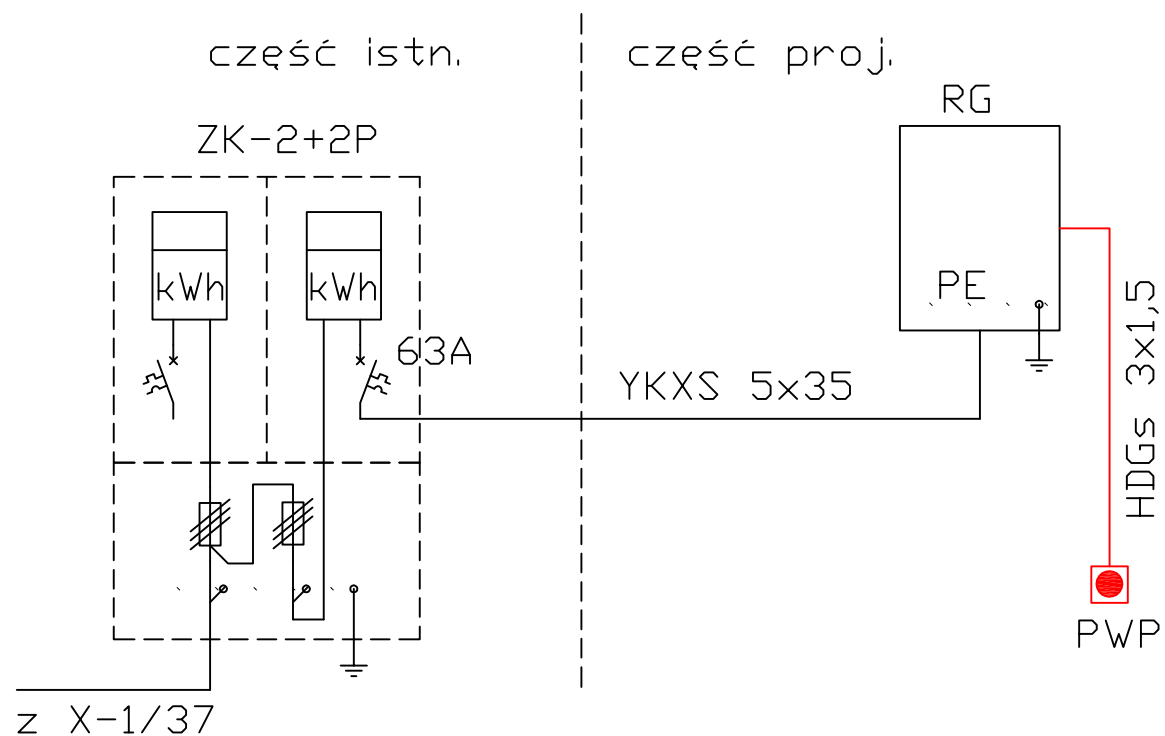 część istn.
część proj.
RG
ZK-2+2P
kWh
kWh
PE
63A
YKXS 5x35
HDGs 3x1,5
PWP
z X-1/37